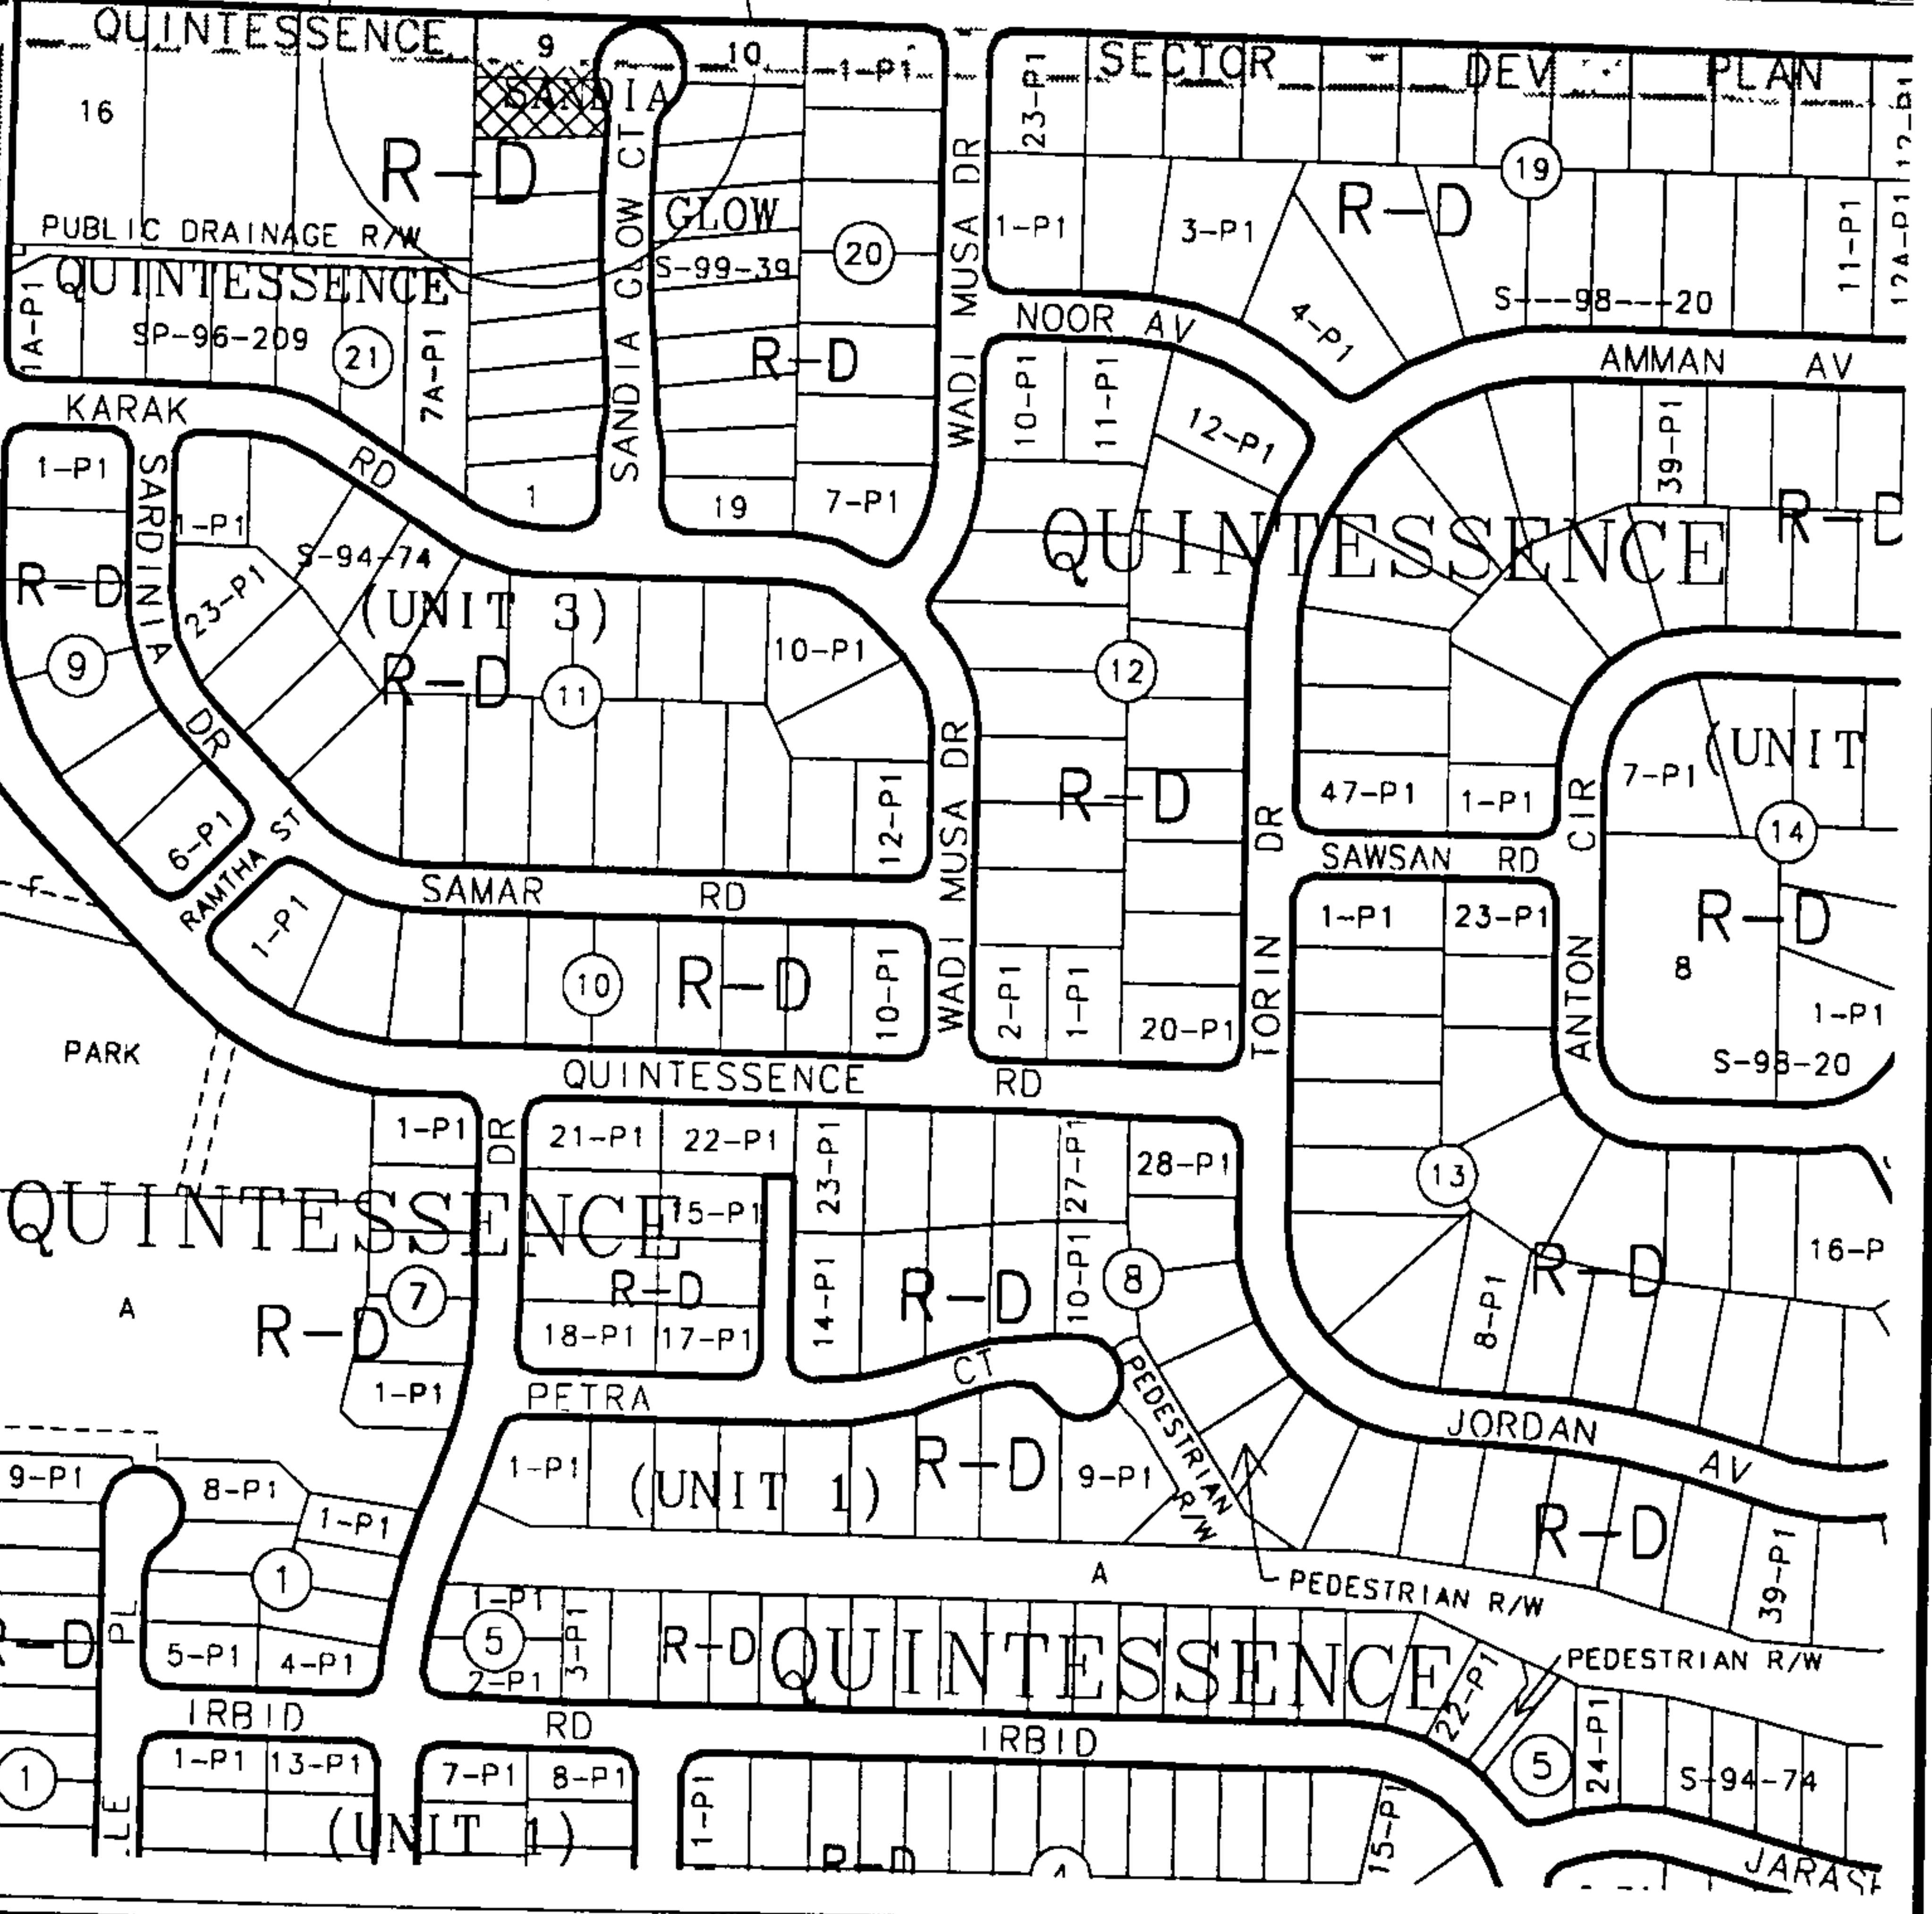 QUINTESSENCE
9
10
1-P1
SECTOR
DEV
PLAN
23-P1
12-P1
16
SANDIA
GLOW
S-99-39
R-D
SANDIA GLOW CT
WADI MUSA DR
20
19
R-D
1-P1
3-P1
4-P1
11-P1
12A-P1
S---98---20
PUBLIC DRAINAGE R/W
QUINTESSENCE
1A-P1
SP-96-209
21
7A-P1
R-D
NOOR AV
AMMAN AV
KARAK RD
10-P1
11-P1
12-P1
39-P1
1-P1
SARDINIA DR
1-P1
1
19
7-P1
QUINTESSENCE
R-D
S-94-74
(UNIT 3)
R-D
23-P1
R-D
9
11
10-P1
12
R-D
12-P1
WADI MUSA DR
TORIN DR
47-P1
1-P1
ANTON CIR
7-P1
(UNIT
14
6-P1
RAMTHA ST
SAMAR RD
SAWSAN RD
F
1-P1
10
R-D
10-P1
WADI
2-P1
1-P1
20-P1
1-P1
23-P1
R-D
8
1-P1
S-98-20
PARK
QUINTESSENCE RD
1-P1
DR
21-P1
22-P1
23-P1
27-P1
28-P1
13
QUINTESSENCE
15-P1
A
R-D
7
R-D
18-P1
17-P1
14-P1
R-D
10-P1
8
8-P1
R-D
16-P
1-P1
PETRA CT
PEDESTRIAN R/W
JORDAN AV
9-P1
8-P1
1-P1
1-P1
(UNIT 1)
R-D
9-P1
R-D
39-P1
1
A
PEDESTRIAN R/W
R-D
PL
5-P1
4-P1
1-P1
5
2-P1
3-P1
R-D
QUINTESSENCE
22-P1
PEDESTRIAN R/W
IRBID RD
IRBID
5
24-P1
S-94-74
1
1-P1
13-P1
7-P1
8-P1
1-P1
15-P1
LE
(UNIT 1)
R-D
4
JARASH